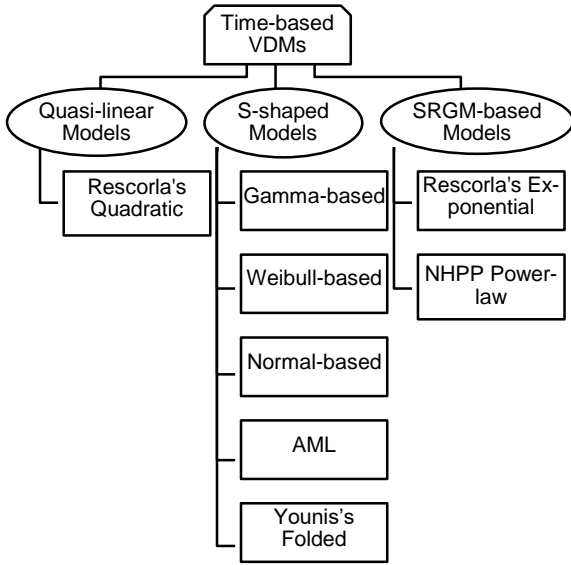 Time-based
VDMs
Quasi-linear
Models
S-shaped
Models
SRGM-based
Models
Rescorla's
Quadratic
Gamma-based
Weibull-based
Normal-based
AML
Younis’s
Folded
Rescorla's Ex-
ponential
NHPP Power-
law